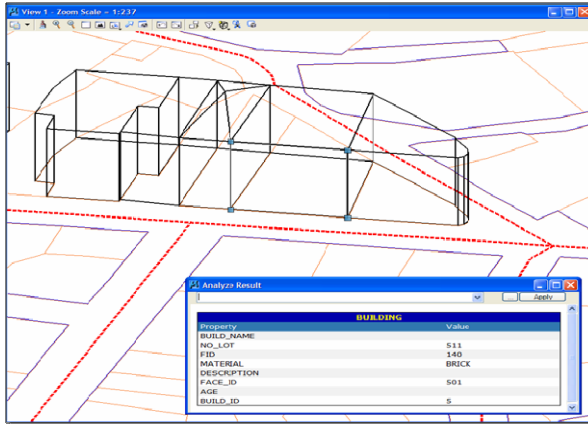 View 1 - Zoom Scale = 1:237
Analyze Result
... Apply
BUILDING
Property Value
BUILD_NAME
NO_LOT 511
FID 140
MATERIAL BRICK
DESCRIPTION
FACE_ID 501
AGE
BUILD_ID 5